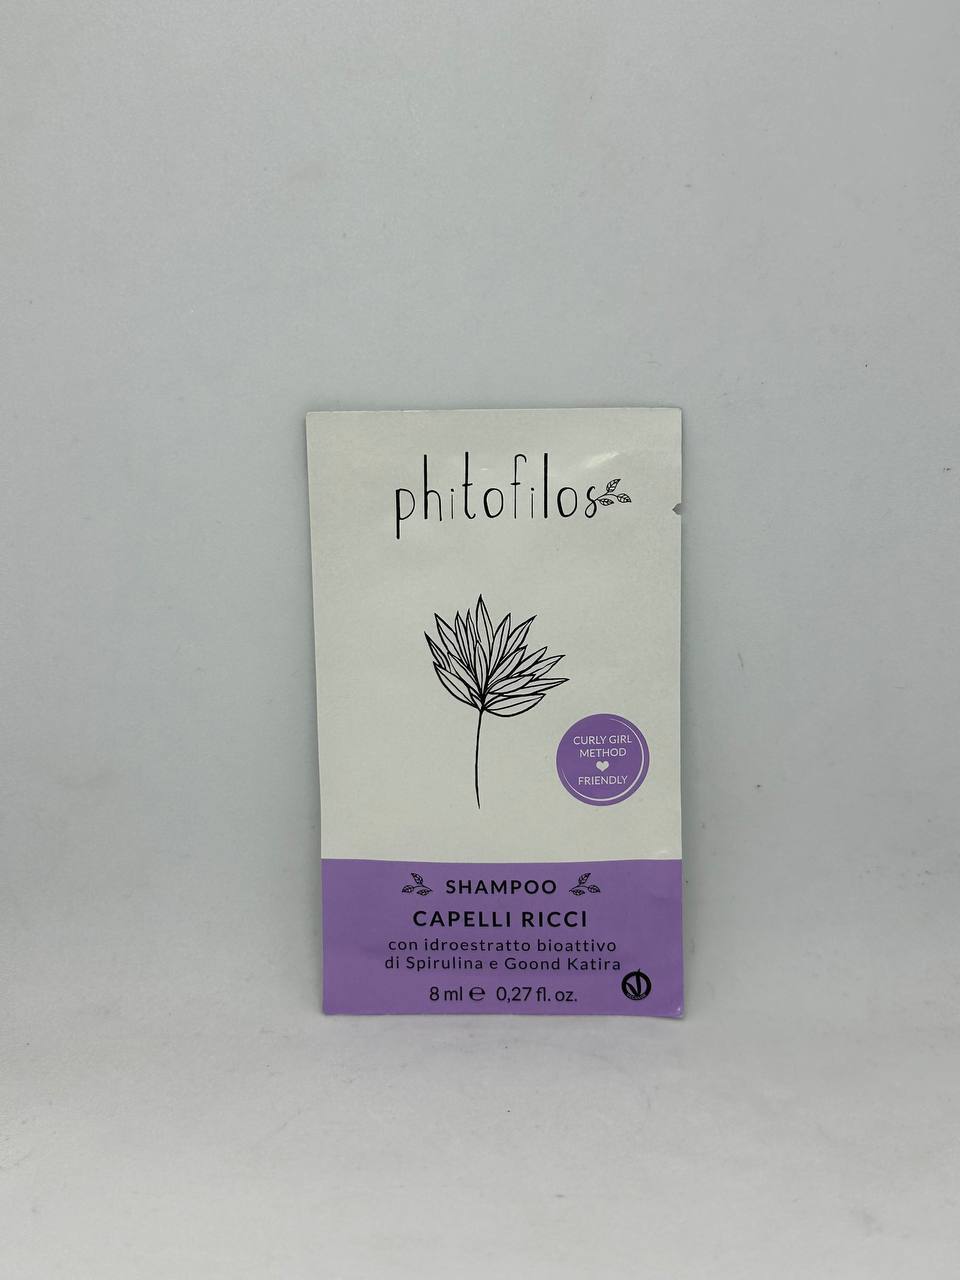 phitofilos
CURLY GIRL
METHOD
FRIENDLY
SHAMPOO
CAPELLI RICCI
con idroestratto bioattivo
di Spirulina e Goond Katira
8 ml ℮ 0,27 fl. oz.